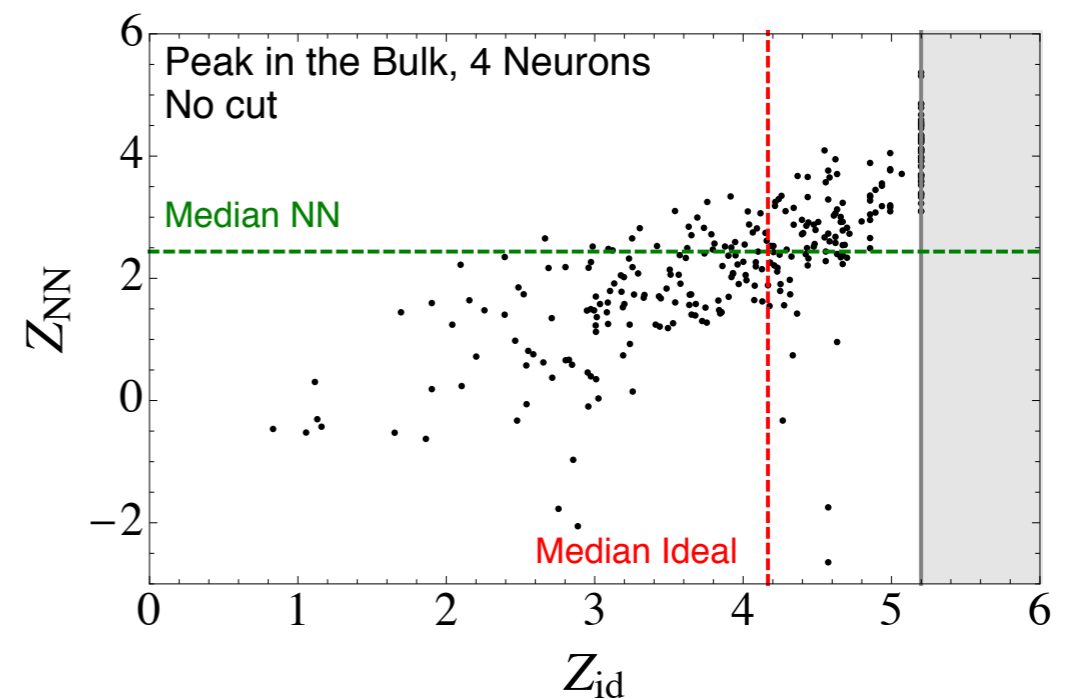 Peak in the Bulk, 4 Neurons
No cut
Median NN
Median Ideal
6
4
2
0
−2
0 1 2 3 4 5 6
Z_NN
Z_id